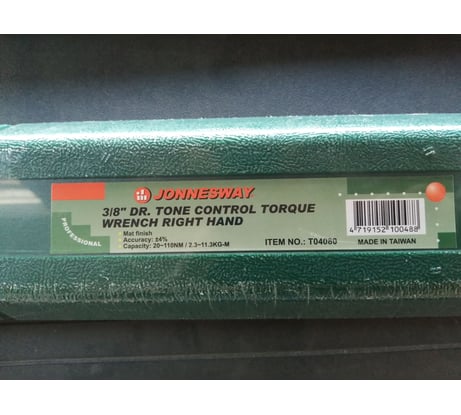 JONNESWAY
3/8" DR. TONE CONTROL TORQUE
WRENCH RIGHT HAND
PROFESSIONAL
Mat finish
Accuracy: ±4%
Capacity: 20~110NM / 2.3~11.3KG-M
ITEM NO.: T04080
4 719152 100488
MADE IN TAIWAN